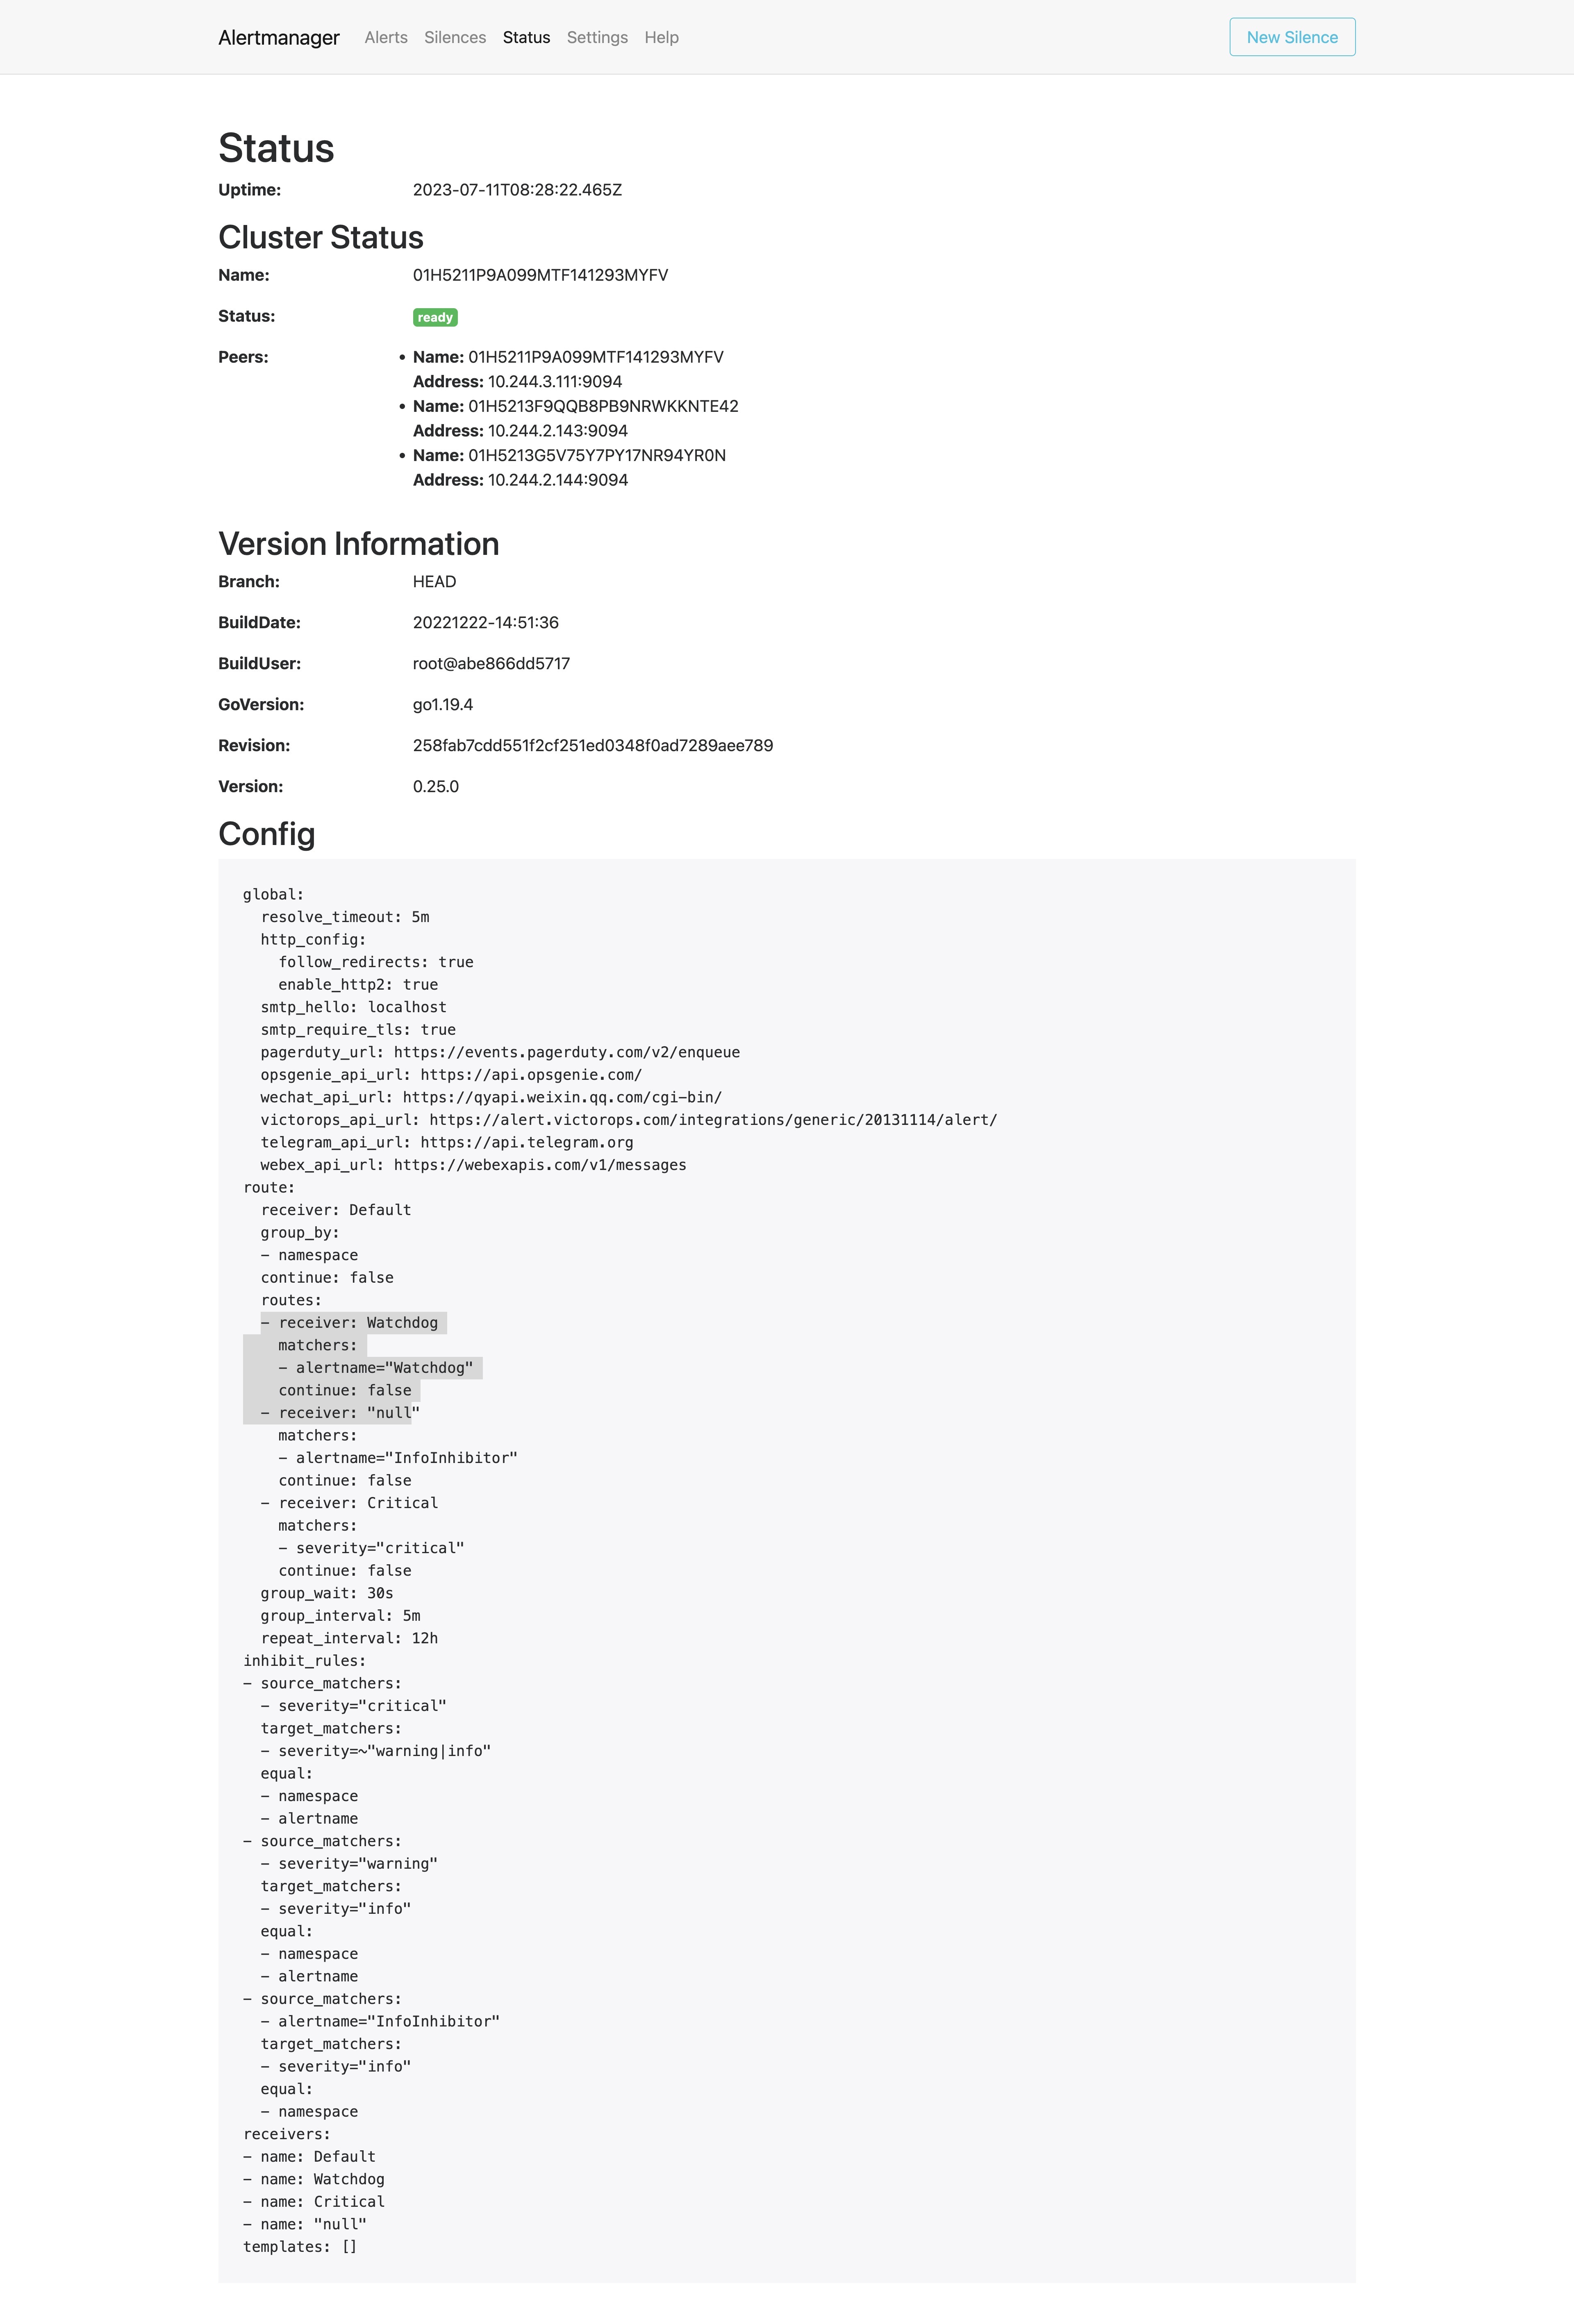 Alertmanager Alerts Silences Status Settings Help New Silence
Status
Uptime: 2023-07-11T08:28:22.465Z
Cluster Status
Name: 01H5211P9A099MTF141293MYFV
Status: ready
Peers: • Name: 01H5211P9A099MTF141293MYFV
Address: 10.244.3.111:9094
• Name: 01H5213F9QQB8PB9NRWKKNTE42
Address: 10.244.2.143:9094
• Name: 01H5213G5V75Y7PY17NR94YR0N
Address: 10.244.2.144:9094
Version Information
Branch: HEAD
BuildDate: 20221222-14:51:36
BuildUser: root@abe866dd5717
GoVersion: go1.19.4
Revision: 258fab7cdd551f2cf251ed0348f0ad7289aee789
Version: 0.25.0
Config
global:
  resolve_timeout: 5m
  http_config:
    follow_redirects: true
    enable_http2: true
  smtp_hello: localhost
  smtp_require_tls: true
  pagerduty_url: https://events.pagerduty.com/v2/enqueue
  opsgenie_api_url: https://api.opsgenie.com/
  wechat_api_url: https://qyapi.weixin.qq.com/cgi-bin/
  victorops_api_url: https://alert.victorops.com/integrations/generic/20131114/alert/
  telegram_api_url: https://api.telegram.org
  webex_api_url: https://webexapis.com/v1/messages
route:
  receiver: Default
  group_by:
  - namespace
  continue: false
  routes:
  - receiver: Watchdog
    matchers:
    - alertname="Watchdog"
    continue: false
  - receiver: "null"
    matchers:
    - alertname="InfoInhibitor"
    continue: false
  - receiver: Critical
    matchers:
    - severity="critical"
    continue: false
  group_wait: 30s
  group_interval: 5m
  repeat_interval: 12h
inhibit_rules:
- source_matchers:
  - severity="critical"
  target_matchers:
  - severity=~"warning|info"
  equal:
  - namespace
  - alertname
- source_matchers:
  - severity="warning"
  target_matchers:
  - severity="info"
  equal:
  - namespace
  - alertname
- source_matchers:
  - alertname="InfoInhibitor"
  target_matchers:
  - severity="info"
  equal:
  - namespace
receivers:
- name: Default
- name: Watchdog
- name: Critical
- name: "null"
templates: []